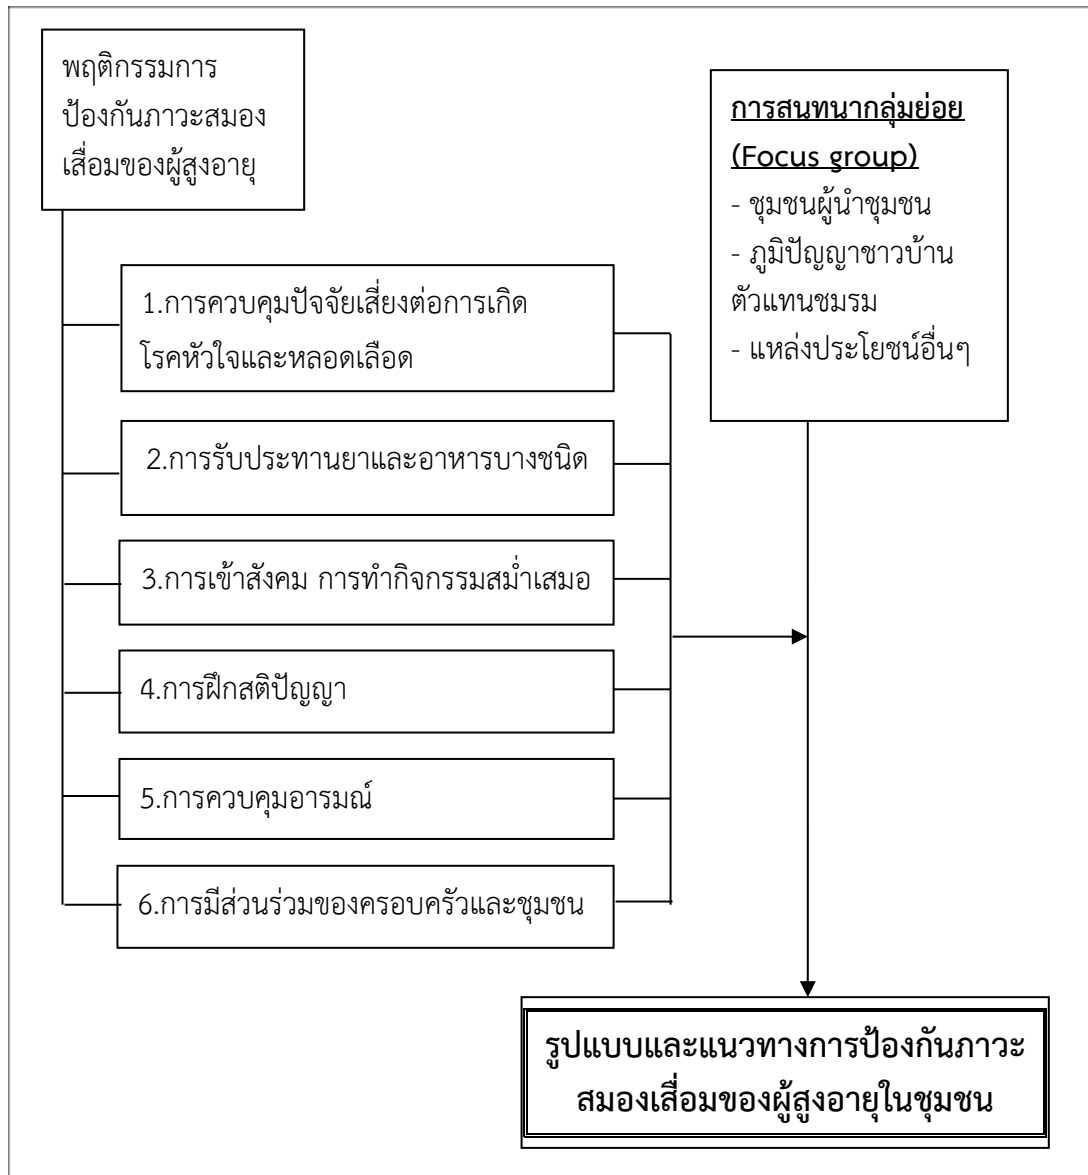 พฤติกรรมการ
ป้องกันภาวะสมอง
เสื่อมของผู้สูงอายุ
การสนทนากลุ่มย่อย
(Focus group)
- ชุมชนผู้นำชุมชน
- ภูมิปัญญาชาวบ้าน
ตัวแทนชมรม
- แหล่งประโยชน์อื่นๆ
1.การควบคุมปัจจัยเสี่ยงต่อการเกิด
โรคหัวใจและหลอดเลือด
2.การรับประทานยาและอาหารบางชนิด
3.การเข้าสังคม การทำกิจกรรมสม่ำเสมอ
4.การฝึกสติปัญญา
5.การควบคุมอารมณ์
6.การมีส่วนร่วมของครอบครัวและชุมชน
รูปแบบและแนวทางการป้องกันภาวะ
สมองเสื่อมของผู้สูงอายุในชุมชน